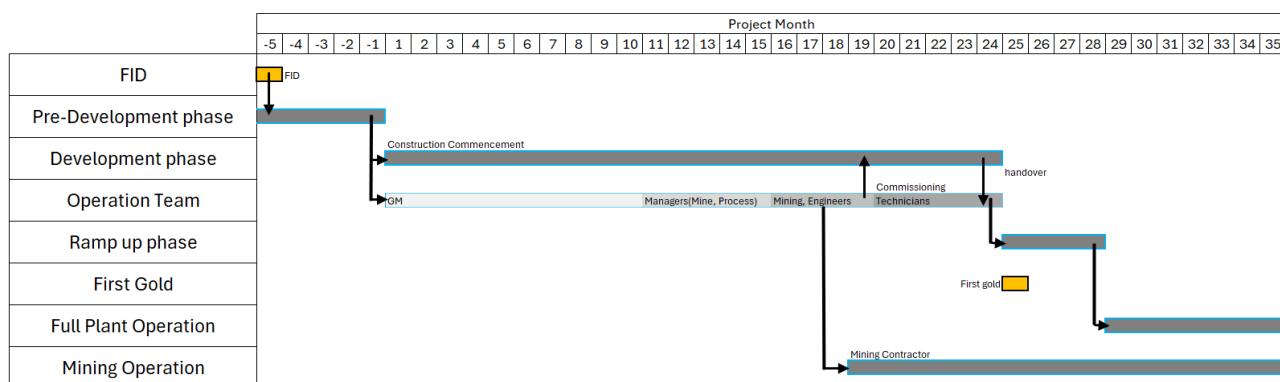 Project Month
-5 -4 -3 -2 -1 1 2 3 4 5 6 7 8 9 10 11 12 13 14 15 16 17 18 19 20 21 22 23 24 25 26 27 28 29 30 31 32 33 34 35
FID
FID
Pre-Development phase
Development phase
Construction Commencement
handover
Operation Team
GM
Managers(Mine, Process)
Mining, Engineers
Commissioning
Technicians
Ramp up phase
First Gold
First gold
Full Plant Operation
Mining Operation
Mining Contractor